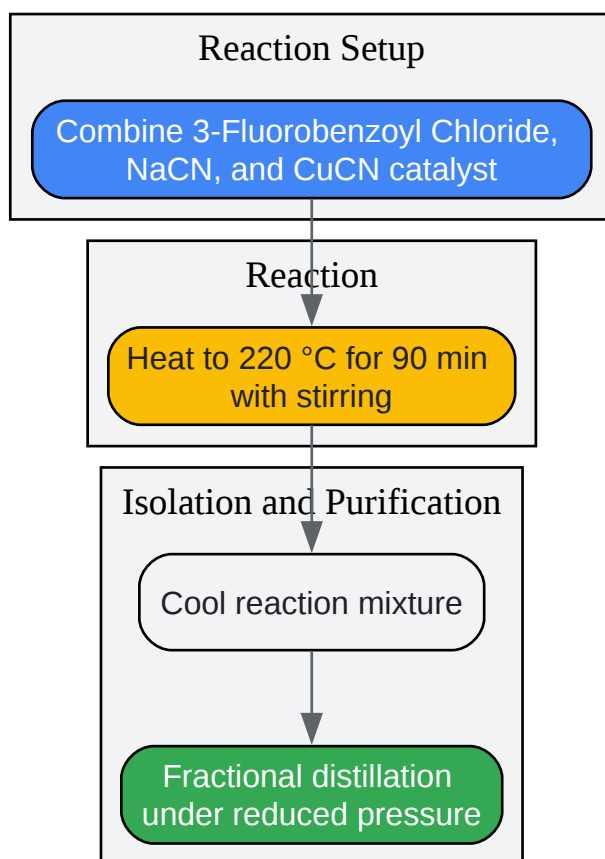 Reaction Setup
Combine 3-Fluorobenzoyl Chloride,
NaCN, and CuCN catalyst
Reaction
Heat to 220 °C for 90 min
with stirring
Isolation and Purification
Cool reaction mixture
Fractional distillation
under reduced pressure